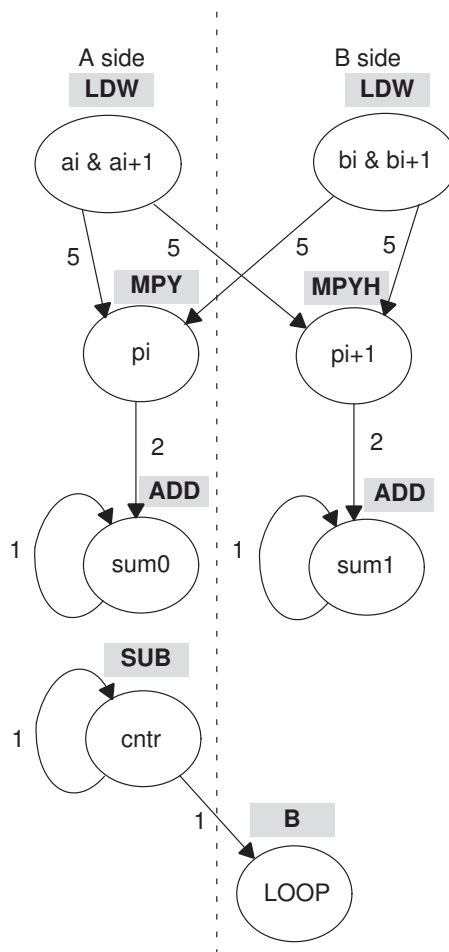 A side B side
LDW LDW
ai & ai+1 bi & bi+1
5 5 5 5
MPY MPYH
pi pi+1
2 2
ADD ADD
1 sum0 1 sum1
SUB
1 cntr
1 B
LOOP